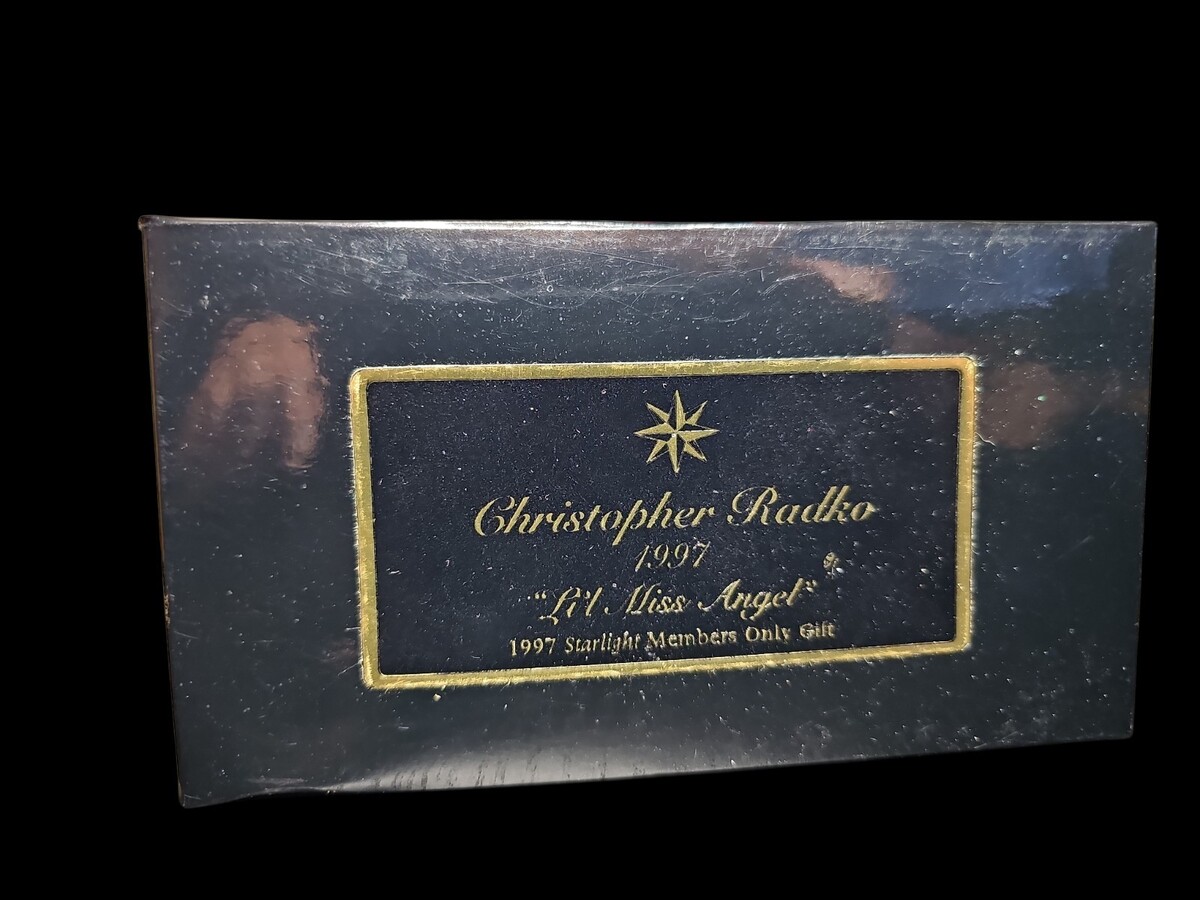 Christopher Radko
1997
"Li'l Miss Angel"
1997 Starlight Members Only Gift